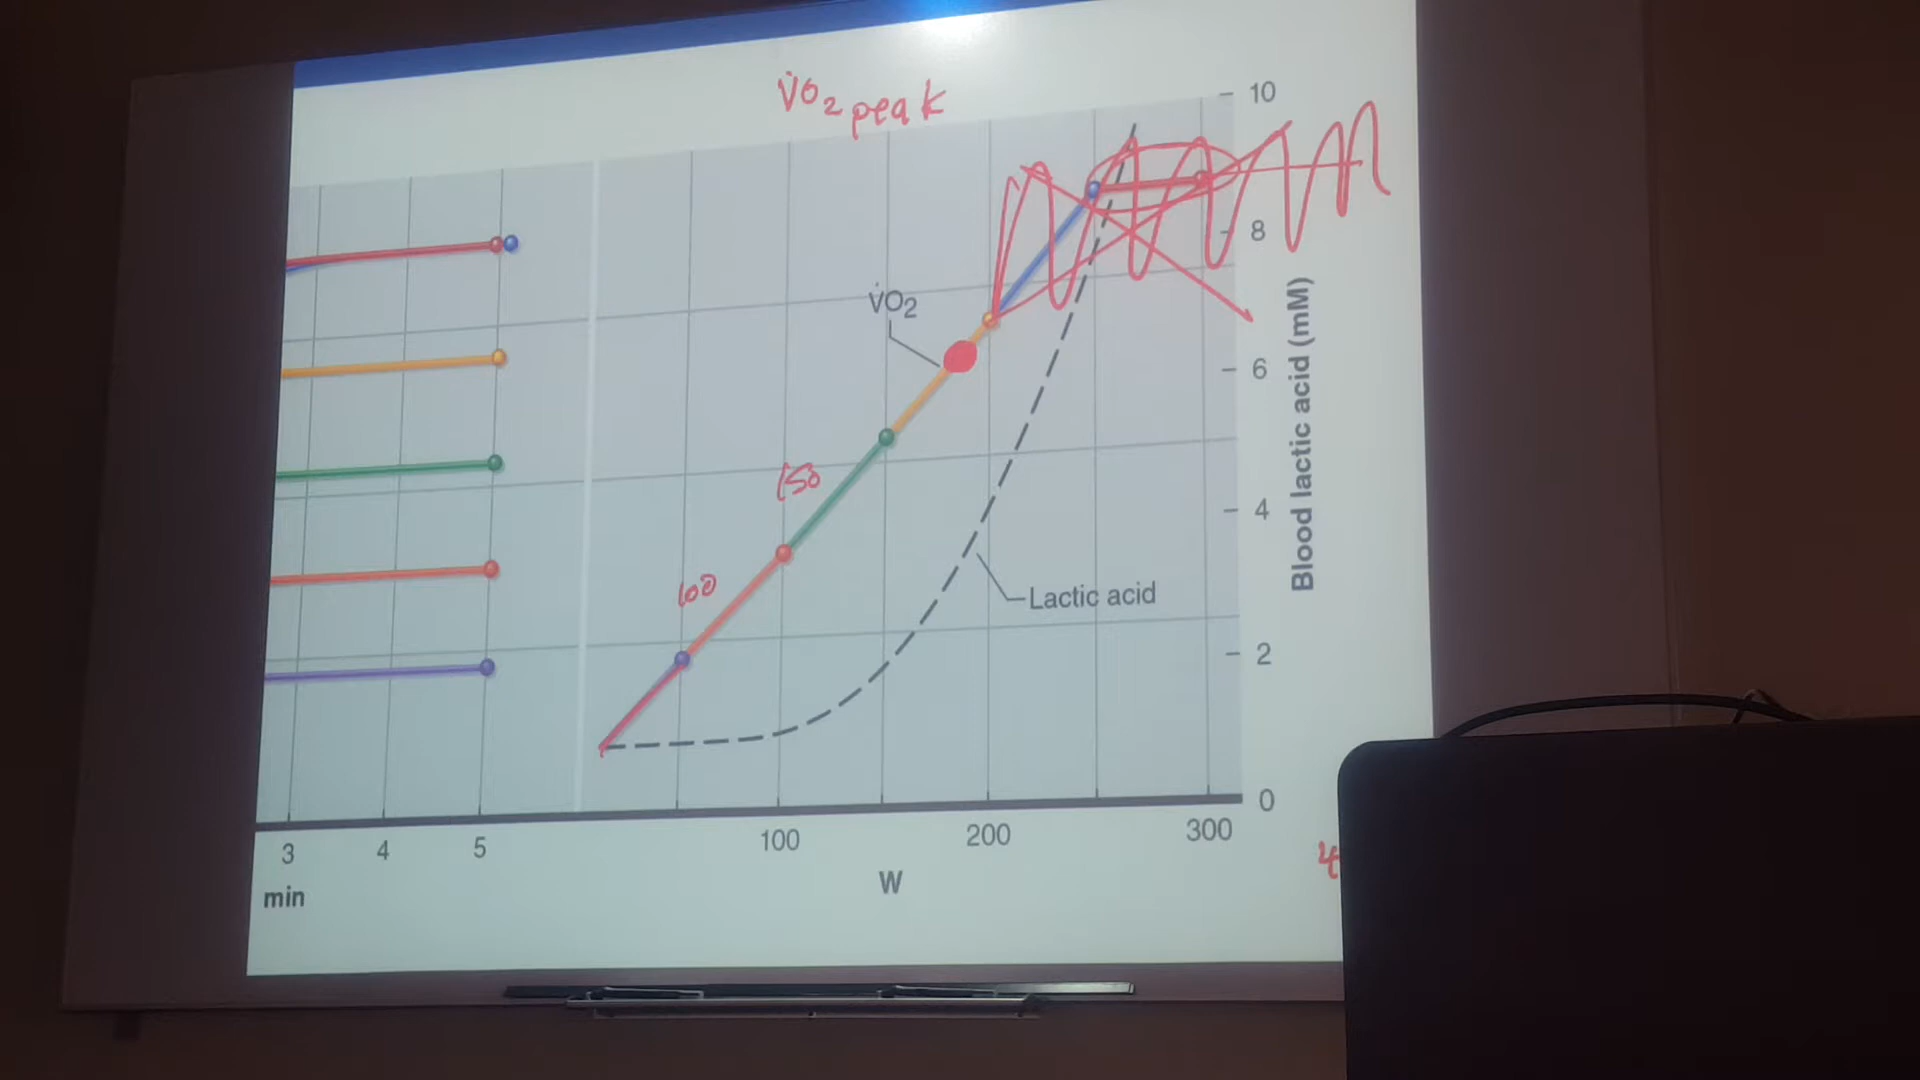 V̇O2 peak
10
8
V̇O2
6
150
4
100
Lactic acid
2
0
Blood lactic acid (mM)
3 4 5 100 200 300
min W